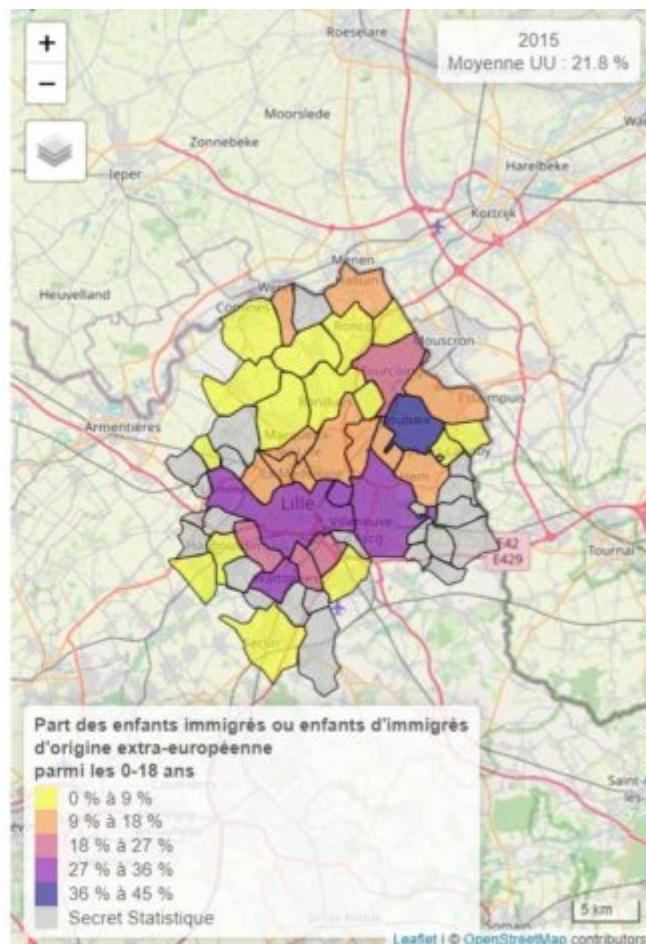 +
−
2015
Moyenne UU : 21.8 %
Roeselare
Moorslede
Zonnebeke
Ieper
Harelbeke
Kortrijk
Menen
Heuvelland
Mouscron
Armentières
Lille
Villeneuve
E42
E429
Tournai
Part des enfants immigrés ou enfants d'immigrés
d'origine extra-européenne
parmi les 0-18 ans
0 % à 9 %
9 % à 18 %
18 % à 27 %
27 % à 36 %
36 % à 45 %
Secret Statistique
5 km
Leaflet | © OpenStreetMap contributors